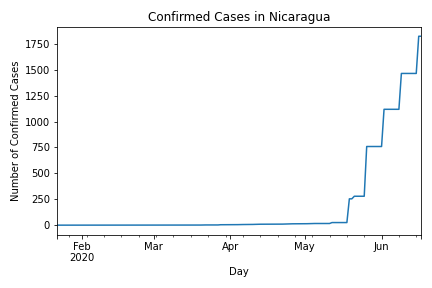 Confirmed Cases in Nicaragua
1750
1500
1250
1000
750
500
250
0
Number of Confirmed Cases
Feb
2020
Mar
Apr
May
Jun
Day